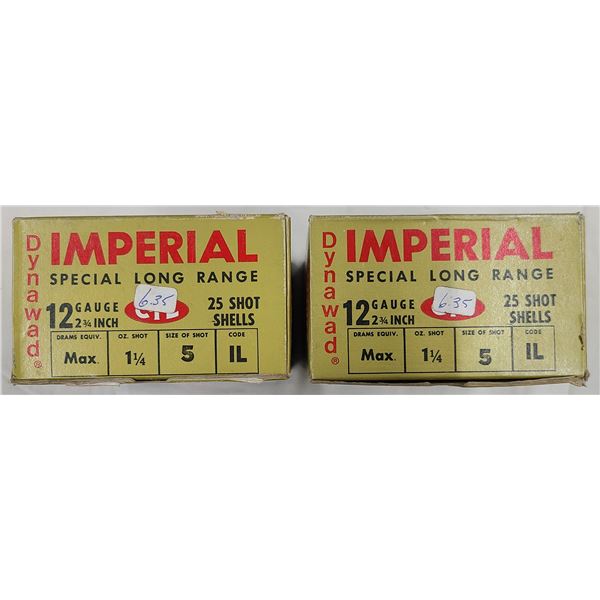 Dynawad®
IMPERIAL
SPECIAL LONG RANGE
12 GAUGE 2¾ INCH
6.35
25 SHOT SHELLS
DRAMS EQUIV. OZ. SHOT SIZE OF SHOT CODE
Max. 1¼ 5 IL
Dynawad®
IMPERIAL
SPECIAL LONG RANGE
12 GAUGE 2¾ INCH
6.35
25 SHOT SHELLS
DRAMS EQUIV. OZ. SHOT SIZE OF SHOT CODE
Max. 1¼ 5 IL